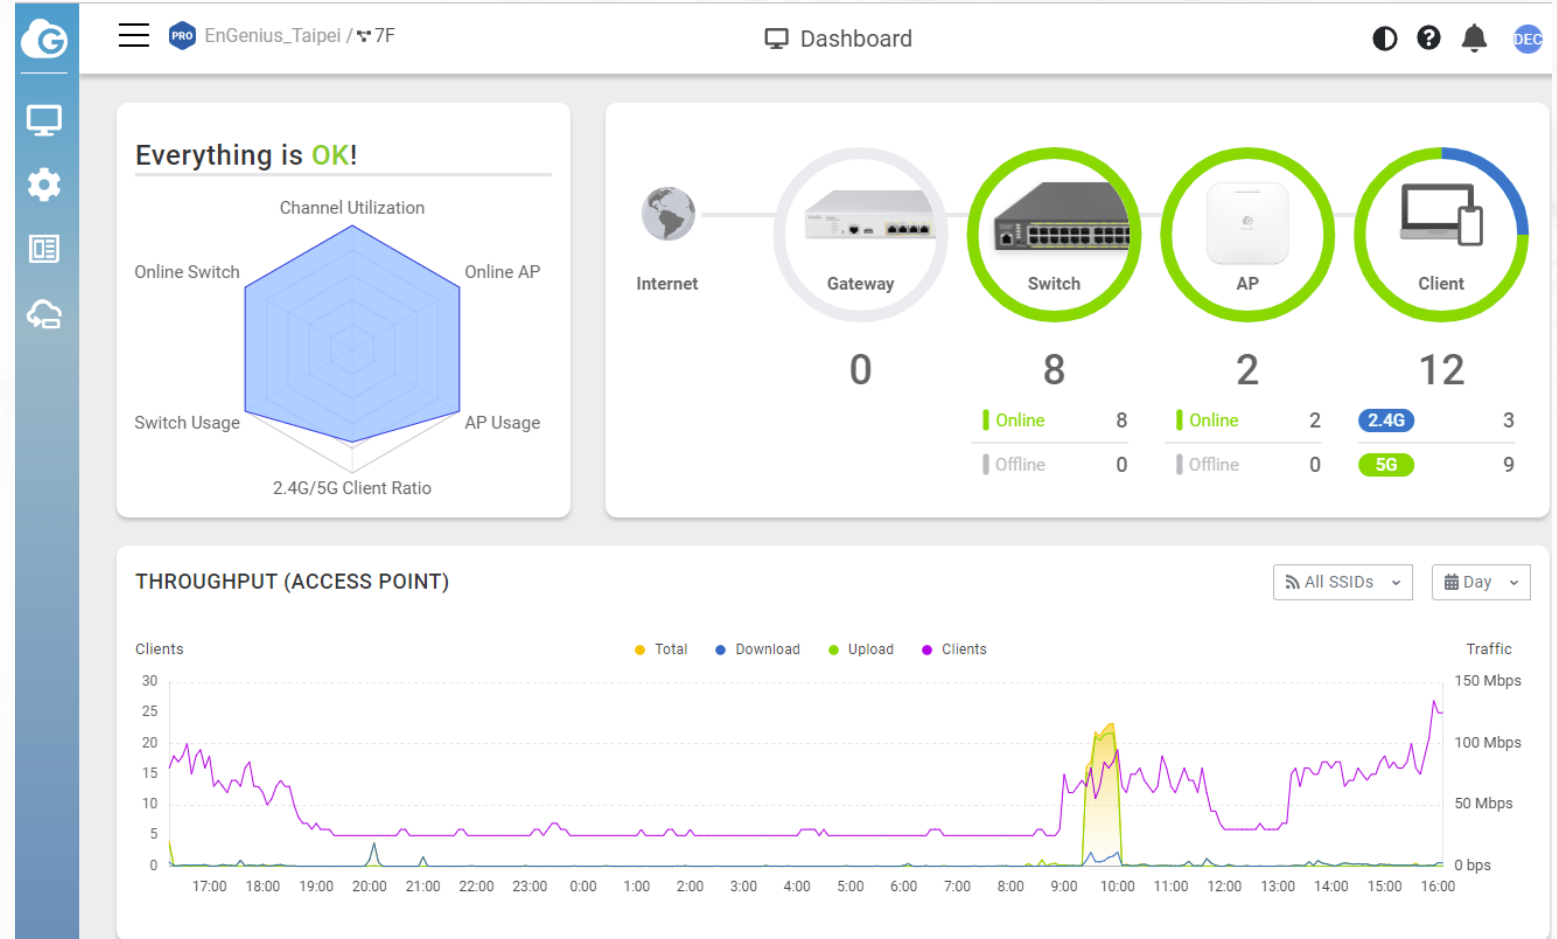 PRO EnGenius_Taipei / 7F
Dashboard
DEC
Everything is OK!
Channel Utilization
Online Switch
Online AP
Switch Usage
AP Usage
2.4G/5G Client Ratio
Internet
Gateway
Switch
AP
Client
0
8
2
12
Online 8
Offline 0
Online 2
Offline 0
2.4G 3
5G 9
THROUGHPUT (ACCESS POINT)
All SSIDs
Day
Clients
Total
Download
Upload
Clients
Traffic
30
25
20
15
10
5
0
150 Mbps
100 Mbps
50 Mbps
0 bps
17:00 18:00 19:00 20:00 21:00 22:00 23:00 0:00 1:00 2:00 3:00 4:00 5:00 6:00 7:00 8:00 9:00 10:00 11:00 12:00 13:00 14:00 15:00 16:00